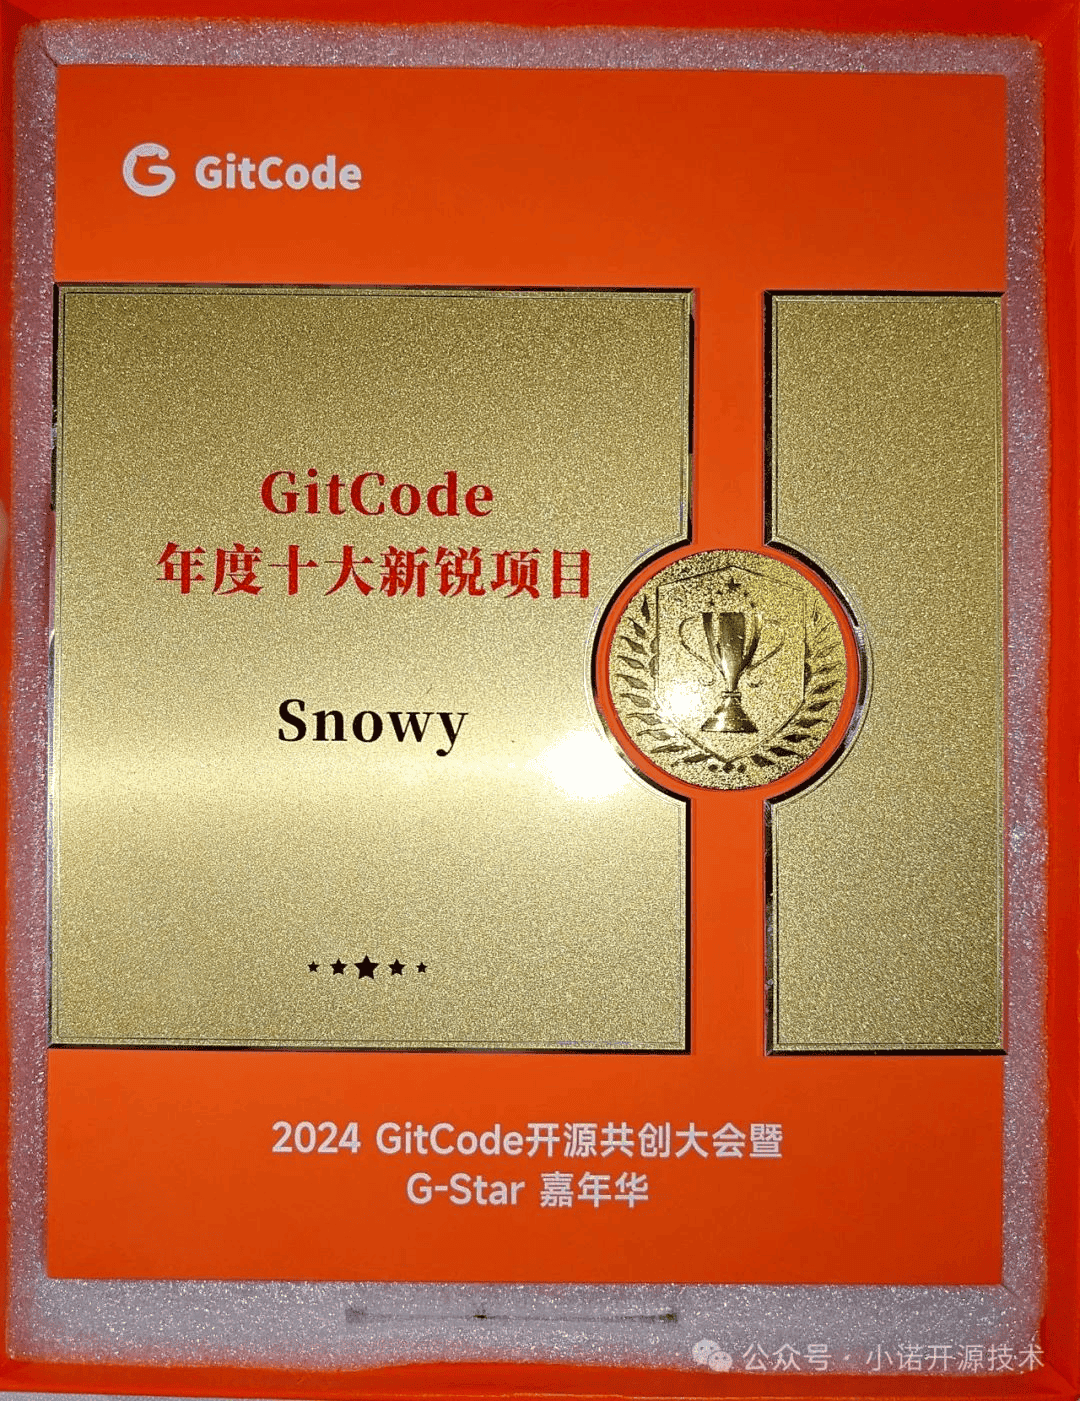 GitCode
GitCode
年度十大新锐项目
Snowy
2024 GitCode开源共创大会暨
G-Star 嘉年华
公众号 · 小诺开源技术